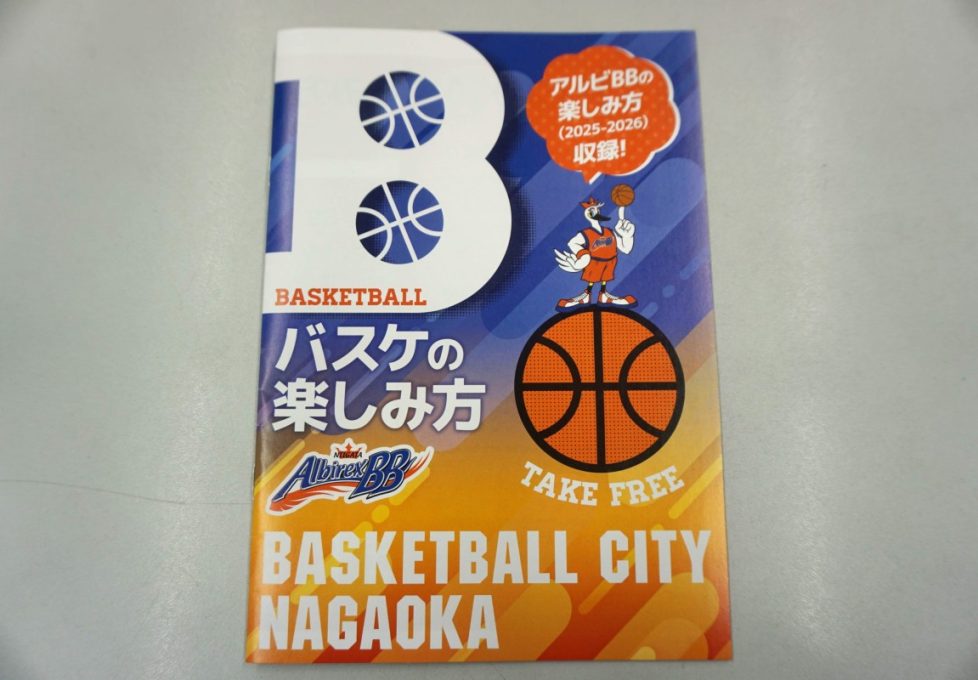 B
アルビBBの
楽しみ方
(2025-2026)
収録!
BASKETBALL
バスケの
楽しみ方
NIIGATA
AlbirexBB
TAKE FREE
BASKETBALL CITY
NAGAOKA